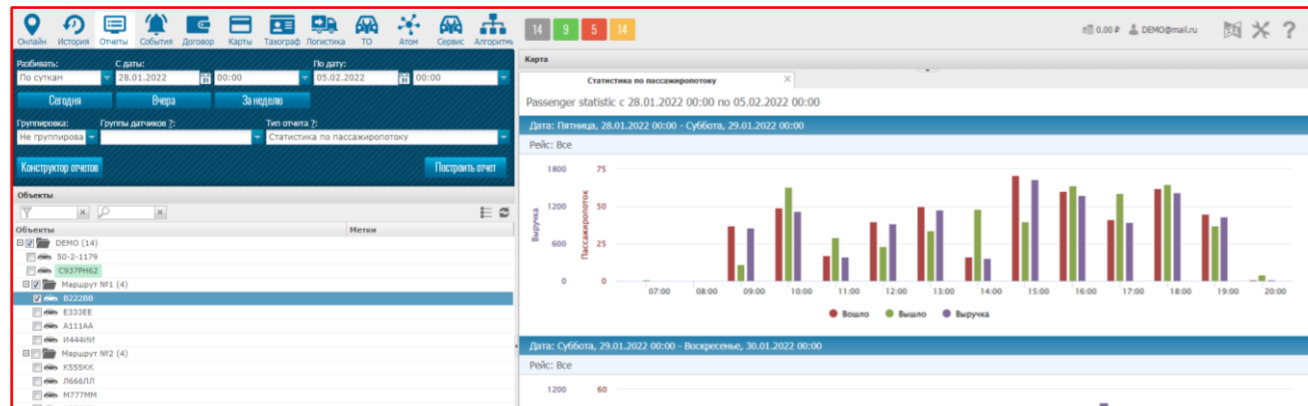 Онлайн История Отчеты События Договор Карты Тахограф Логистика ТО Атом Сервис Алгоритмы
14 9 5 14
0.00 ₽ DEMO@mail.ru
Разбивать: С даты: По дату:
По суткам 28.01.2022 00:00 05.02.2022 00:00
Сегодня Вчера За неделю
Группировка: Группы датчиков ?: Тип отчета ?:
Не группирова Статистика по пассажиропотоку
Конструктор отчетов Построить отчет
Объекты
Объекты Метки
DEMO (14)
50-2-1179
С937РН62
Маршрут №1 (4)
В222ВВ
Е333ЕЕ
А111АА
И444ИИ
Маршрут №2 (4)
К555КК
Л666ЛЛ
М777ММ
Карта
Статистика по пассажиропотоку
Passenger statistic с 28.01.2022 00:00 по 05.02.2022 00:00
Дата: Пятница, 28.01.2022 00:00 - Суббота, 29.01.2022 00:00
Рейс: Все
Выручка
Пассажиропоток
1800 75
1200 50
600 25
0 0
07:00 08:00 09:00 10:00 11:00 12:00 13:00 14:00 15:00 16:00 17:00 18:00 19:00 20:00
Вошло Вышло Выручка
Дата: Суббота, 29.01.2022 00:00 - Воскресенье, 30.01.2022 00:00
Рейс: Все
1200 60